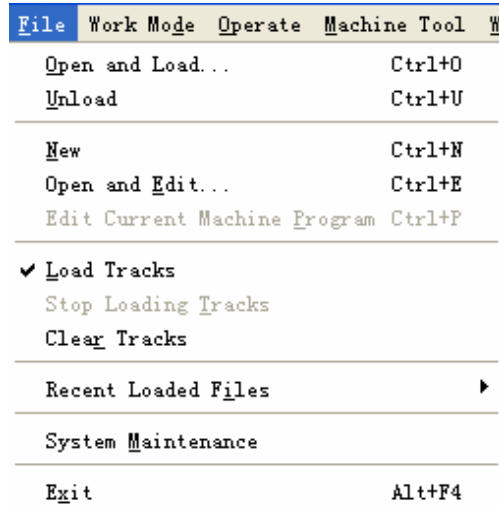 File Work Mode Operate Machine Tool W
Open and Load... Ctrl+O
Unload Ctrl+U
New Ctrl+N
Open and Edit... Ctrl+E
Edit Current Machine Program Ctrl+P
Load Tracks
Stop Loading Tracks
Clear Tracks
Recent Loaded Files
System Maintenance
Exit Alt+F4